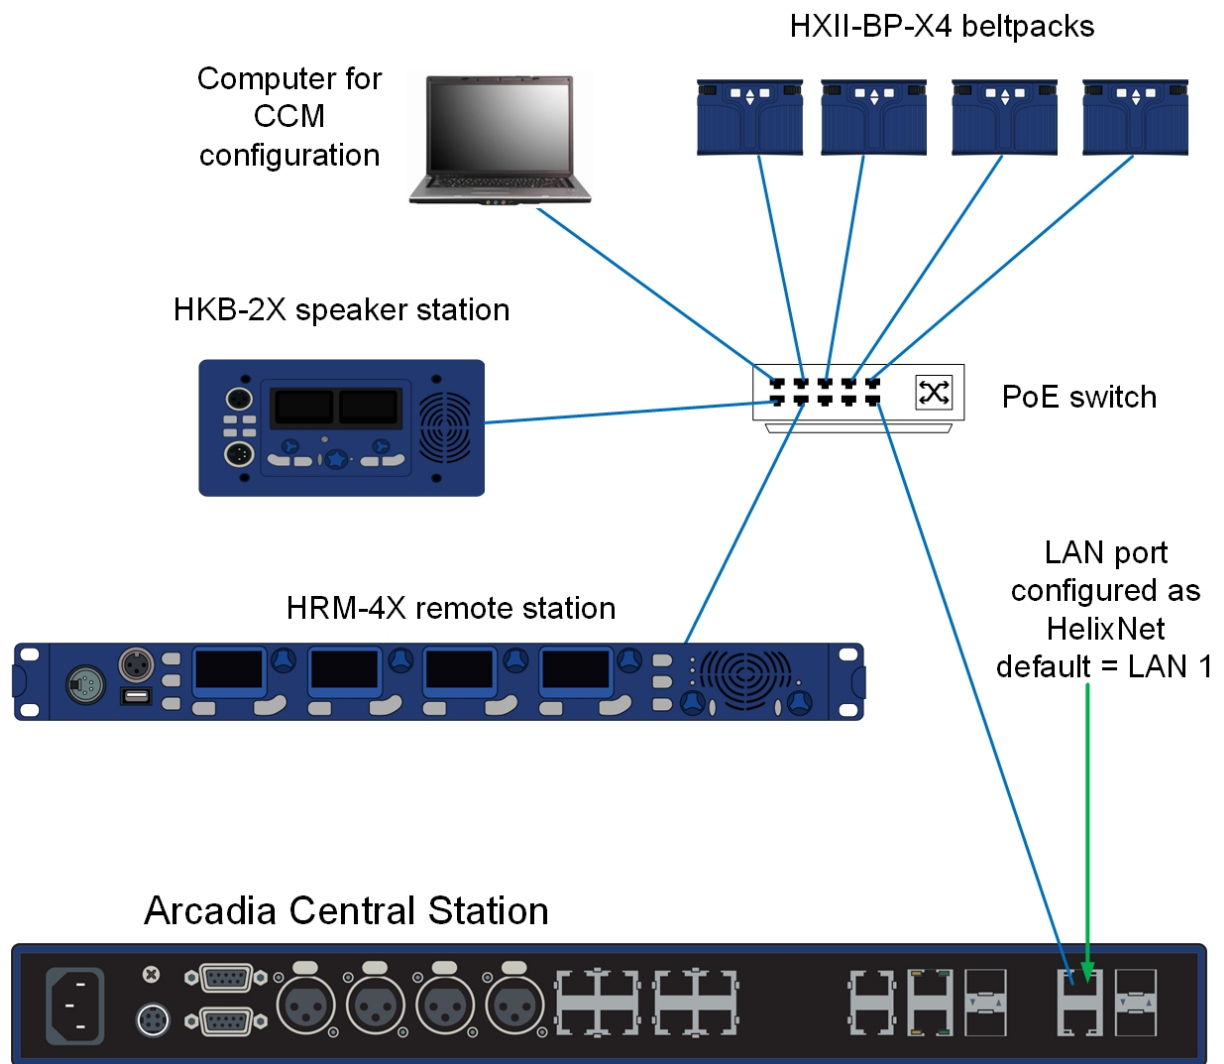 HXII-BP-X4 beltpacks
Computer for
CCM
configuration
HKB-2X speaker station
PoE switch
LAN port
configured as
HelixNet
default = LAN 1
HRM-4X remote station
Arcadia Central Station